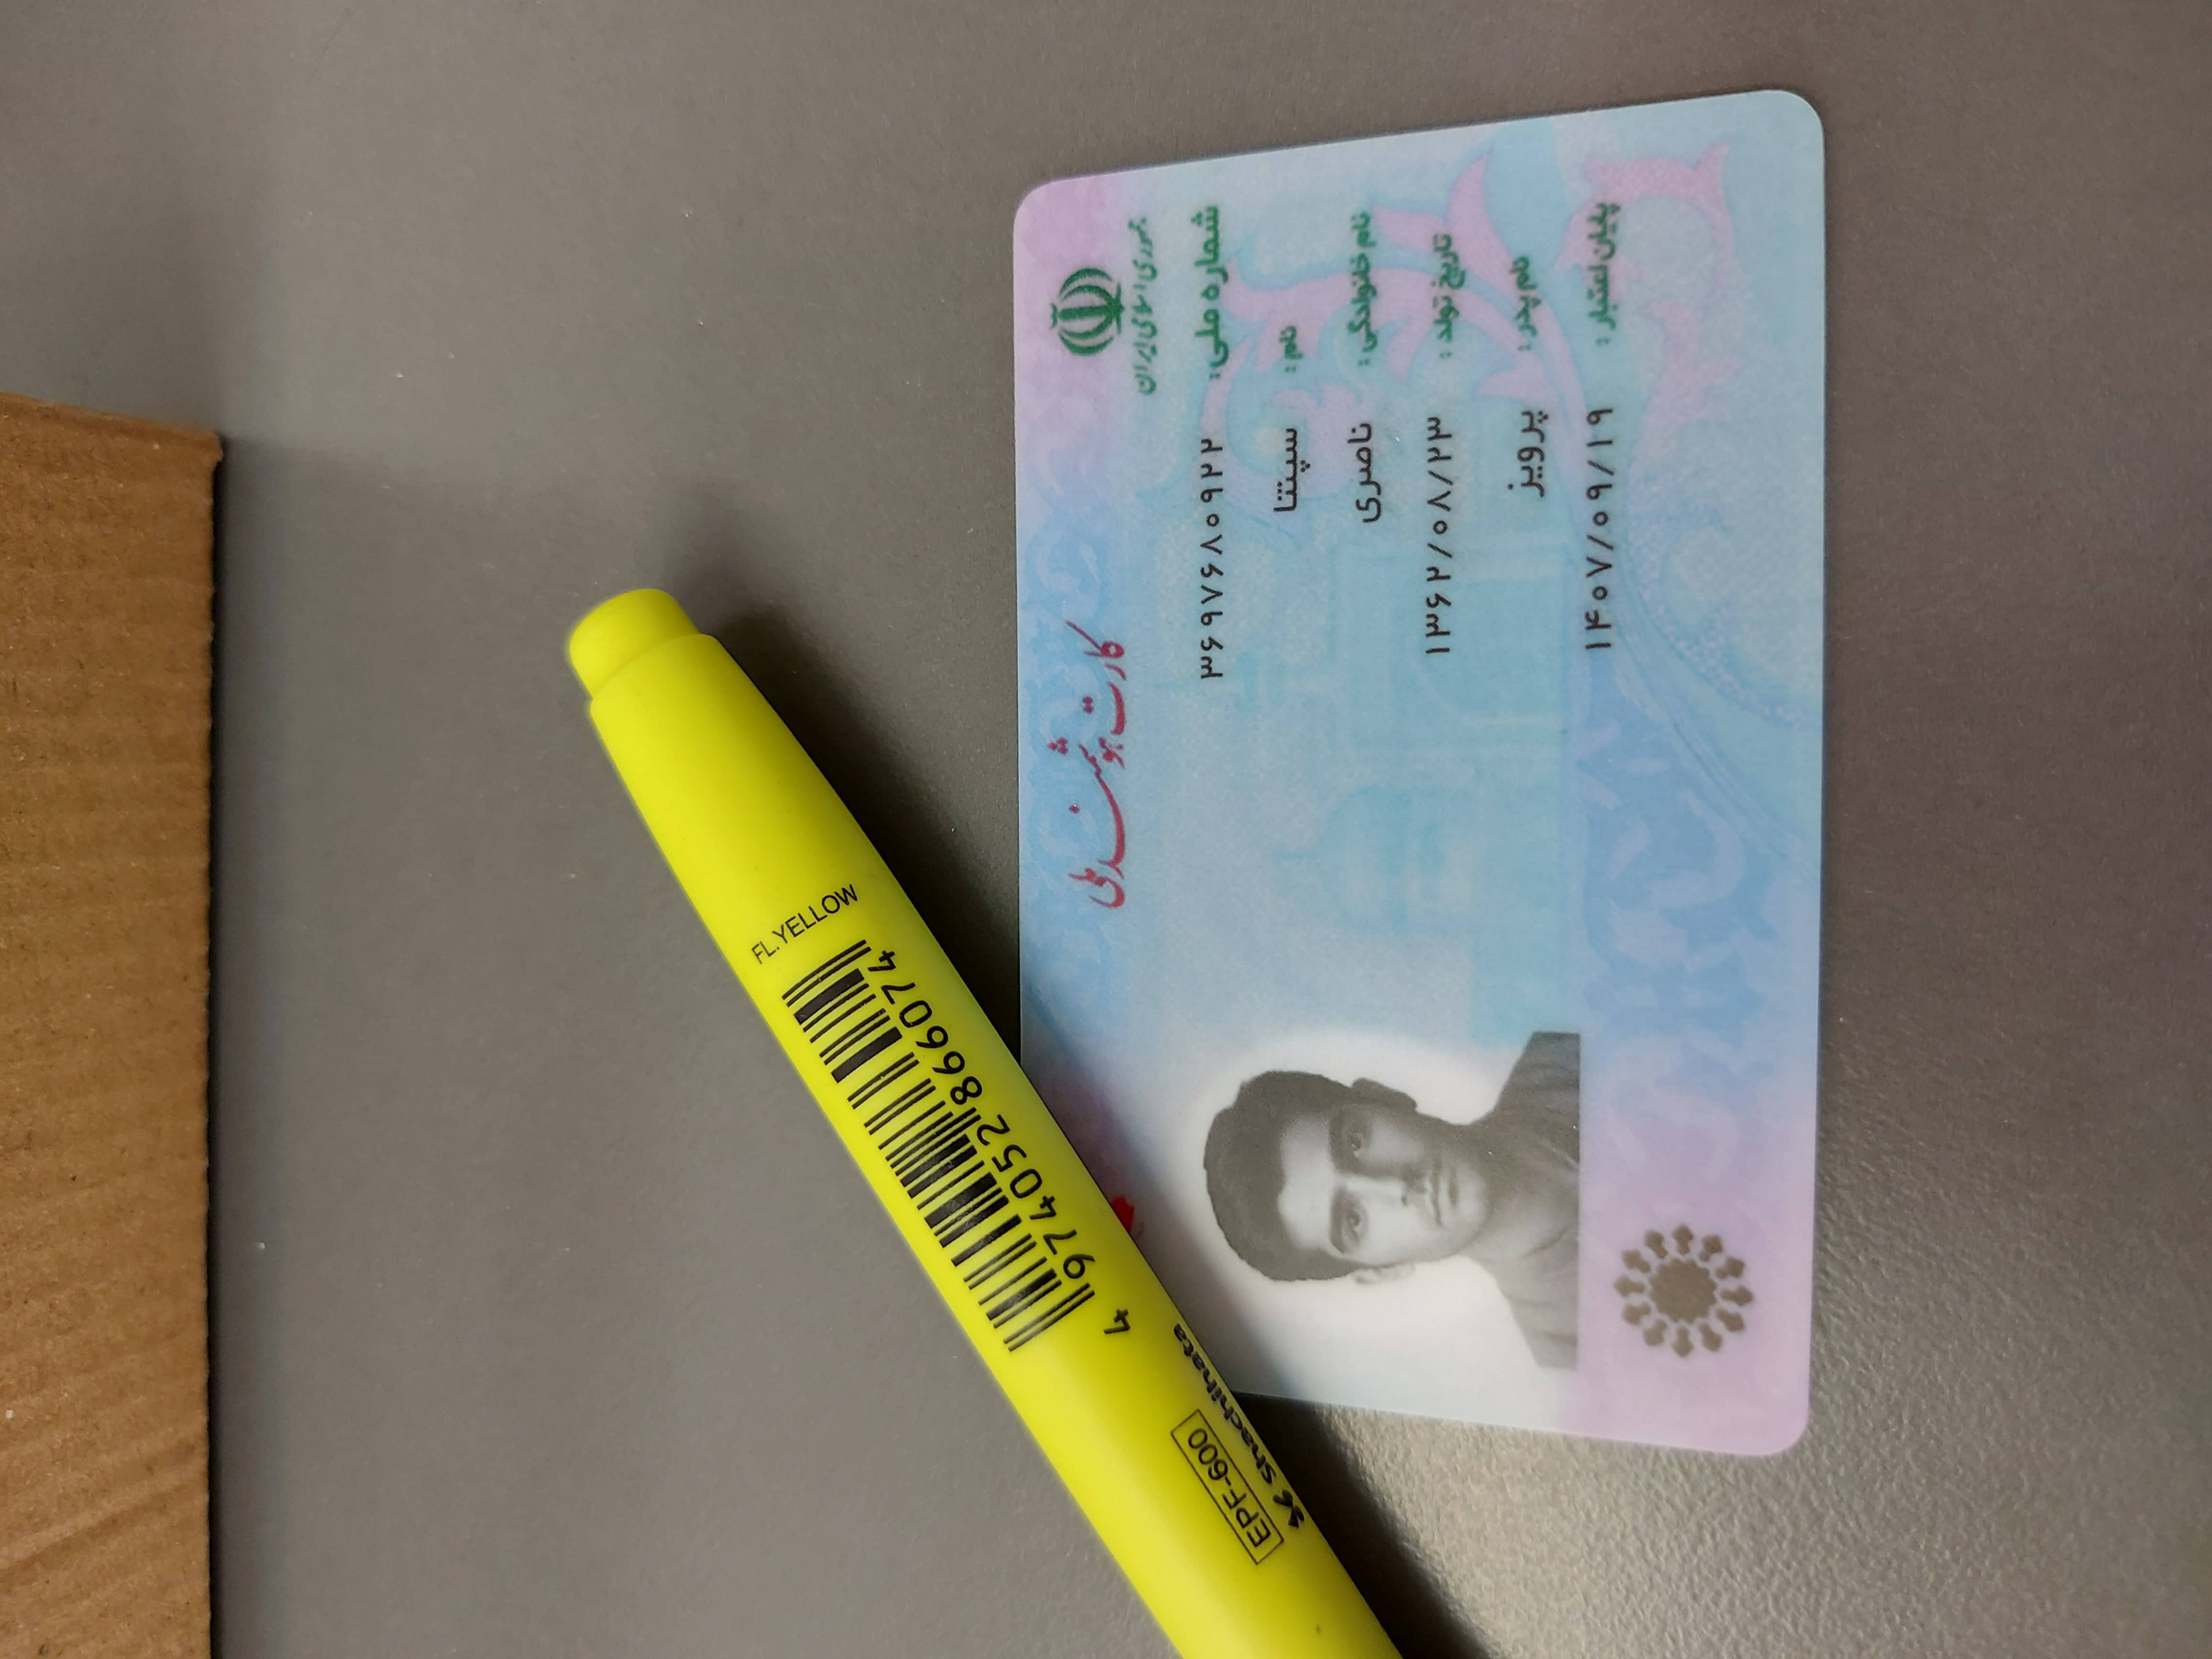 جمهوری اسلامی ایران
کارت هوشمند ملی
شماره ملی: ۳۶۹۷۶۷۰۹۲۲
نام: سپنتا
نام خانوادگی: ناصری
تاریخ تولد: ۱۳۶۲/۰۸/۲۳
نام پدر: پرویز
پایان اعتبار: ۱۴۰۷/۰۹/۱۹
FL.YELLOW
4 974052 866074
Shachihata
EPF-600